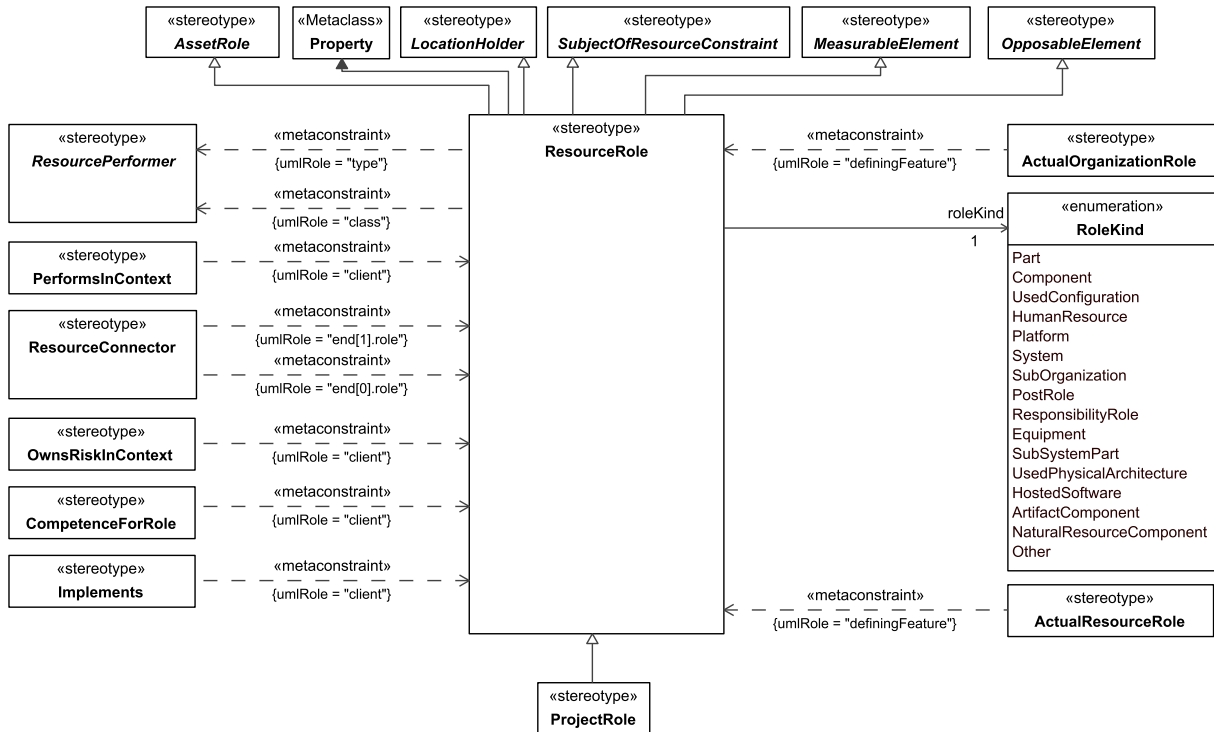 «stereotype»
AssetRole
«Metaclass»
Property
«stereotype»
LocationHolder
«stereotype»
SubjectOfResourceConstraint
«stereotype»
MeasurableElement
«stereotype»
OpposableElement
«stereotype»
ResourcePerformer
«metaconstraint»
{umlRole = "type"}
«metaconstraint»
{umlRole = "class"}
«stereotype»
PerformsInContext
«metaconstraint»
{umlRole = "client"}
«stereotype»
ResourceConnector
«metaconstraint»
{umlRole = "end[1].role"}
«metaconstraint»
{umlRole = "end[0].role"}
«stereotype»
OwnsRiskInContext
«metaconstraint»
{umlRole = "client"}
«stereotype»
CompetenceForRole
«metaconstraint»
{umlRole = "client"}
«stereotype»
Implements
«metaconstraint»
{umlRole = "client"}
«stereotype»
ResourceRole
«metaconstraint»
{umlRole = "definingFeature"}
«stereotype»
ActualOrganizationRole
roleKind
1
«enumeration»
RoleKind
Part
Component
UsedConfiguration
HumanResource
Platform
System
SubOrganization
PostRole
ResponsibilityRole
Equipment
SubSystemPart
UsedPhysicalArchitecture
HostedSoftware
ArtifactComponent
NaturalResourceComponent
Other
«metaconstraint»
{umlRole = "definingFeature"}
«stereotype»
ActualResourceRole
«stereotype»
ProjectRole